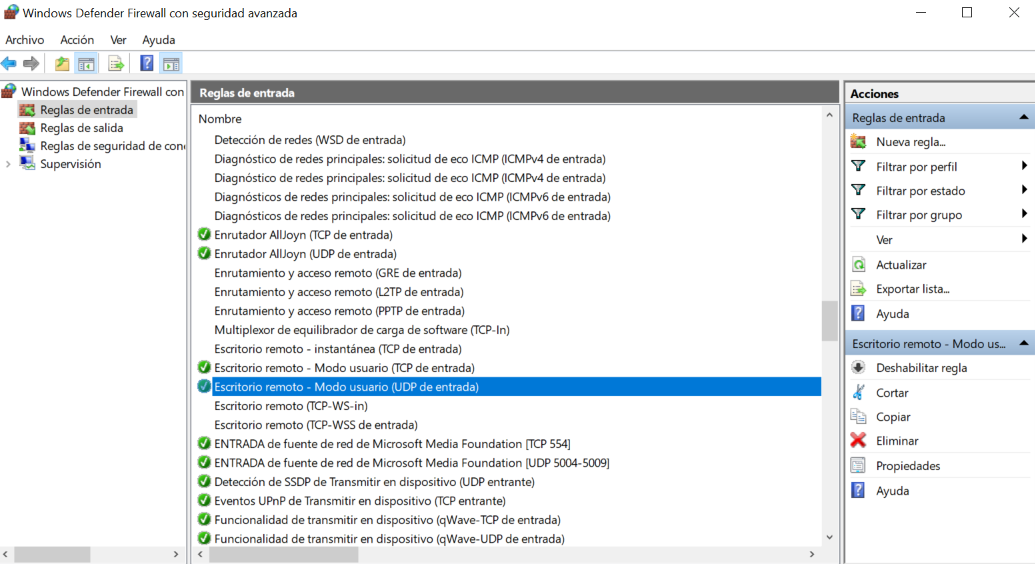 Windows Defender Firewall con seguridad avanzada
Archivo Acción Ver Ayuda
Windows Defender Firewall con
Reglas de entrada
Reglas de salida
Reglas de seguridad de con
Supervisión
Reglas de entrada
Nombre
Detección de redes (WSD de entrada)
Diagnóstico de redes principales: solicitud de eco ICMP (ICMPv4 de entrada)
Diagnóstico de redes principales: solicitud de eco ICMP (ICMPv4 de entrada)
Diagnósticos de redes principales: solicitud de eco ICMP (ICMPv6 de entrada)
Diagnósticos de redes principales: solicitud de eco ICMP (ICMPv6 de entrada)
Enrutador AllJoyn (TCP de entrada)
Enrutador AllJoyn (UDP de entrada)
Enrutamiento y acceso remoto (GRE de entrada)
Enrutamiento y acceso remoto (L2TP de entrada)
Enrutamiento y acceso remoto (PPTP de entrada)
Multiplexor de equilibrador de carga de software (TCP-In)
Escritorio remoto - instantánea (TCP de entrada)
Escritorio remoto - Modo usuario (TCP de entrada)
Escritorio remoto - Modo usuario (UDP de entrada)
Escritorio remoto (TCP-WS-in)
Escritorio remoto (TCP-WSS de entrada)
ENTRADA de fuente de red de Microsoft Media Foundation [TCP 554]
ENTRADA de fuente de red de Microsoft Media Foundation [UDP 5004-5009]
Detección de SSDP de Transmitir en dispositivo (UDP entrante)
Eventos UPnP de Transmitir en dispositivo (TCP entrante)
Funcionalidad de transmitir en dispositivo (qWave-TCP de entrada)
Funcionalidad de transmitir en dispositivo (qWave-UDP de entrada)
Acciones
Reglas de entrada
Nueva regla...
Filtrar por perfil
Filtrar por estado
Filtrar por grupo
Ver
Actualizar
Exportar lista...
Ayuda
Escritorio remoto - Modo us...
Deshabilitar regla
Cortar
Copiar
Eliminar
Propiedades
Ayuda